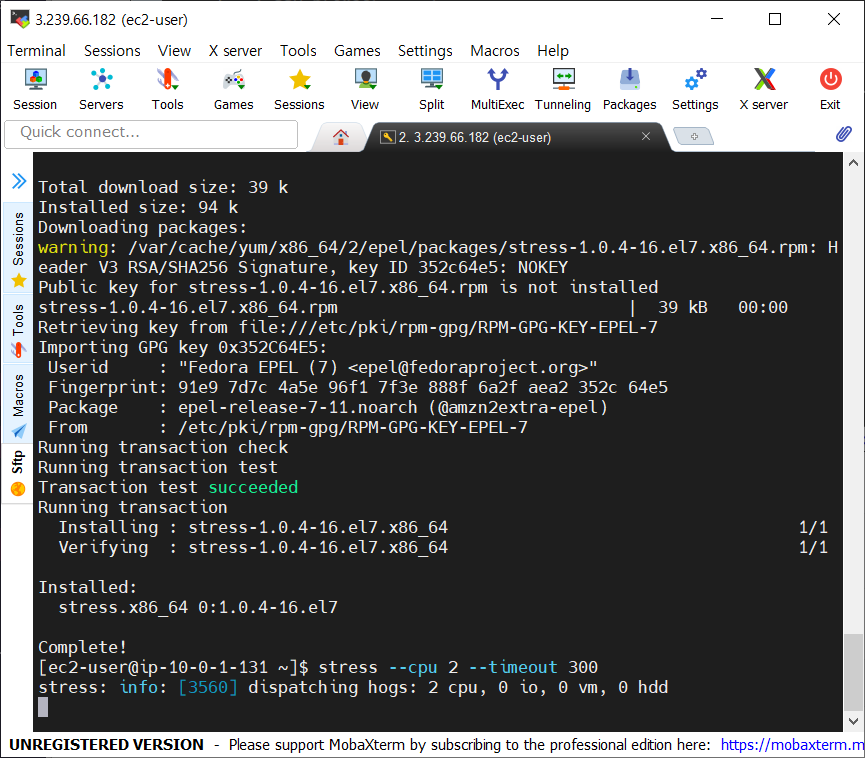 3.239.66.182 (ec2-user)
Terminal Sessions View X server Tools Games Settings Macros Help
Session Servers Tools Games Sessions View Split MultiExec Tunneling Packages Settings X server Exit
Quick connect...
2. 3.239.66.182 (ec2-user)
Sessions
Tools
Macros
Sftp
Total download size: 39 k
Installed size: 94 k
Downloading packages:
warning: /var/cache/yum/x86_64/2/epel/packages/stress-1.0.4-16.el7.x86_64.rpm: H
eader V3 RSA/SHA256 Signature, key ID 352c64e5: NOKEY
Public key for stress-1.0.4-16.el7.x86_64.rpm is not installed
stress-1.0.4-16.el7.x86_64.rpm | 39 kB 00:00
Retrieving key from file:///etc/pki/rpm-gpg/RPM-GPG-KEY-EPEL-7
Importing GPG key 0x352C64E5:
Userid : "Fedora EPEL (7) <epel@fedoraproject.org>"
Fingerprint: 91e9 7d7c 4a5e 96f1 7f3e 888f 6a2f aea2 352c 64e5
Package : epel-release-7-11.noarch (@amzn2extra-epel)
From : /etc/pki/rpm-gpg/RPM-GPG-KEY-EPEL-7
Running transaction check
Running transaction test
Transaction test succeeded
Running transaction
Installing : stress-1.0.4-16.el7.x86_64 1/1
Verifying : stress-1.0.4-16.el7.x86_64 1/1
Installed:
stress.x86_64 0:1.0.4-16.el7
Complete!
[ec2-user@ip-10-0-1-131 ~]$ stress --cpu 2 --timeout 300
stress: info: [3560] dispatching hogs: 2 cpu, 0 io, 0 vm, 0 hdd
UNREGISTERED VERSION - Please support MobaXterm by subscribing to the professional edition here: https://mobaxterm.m